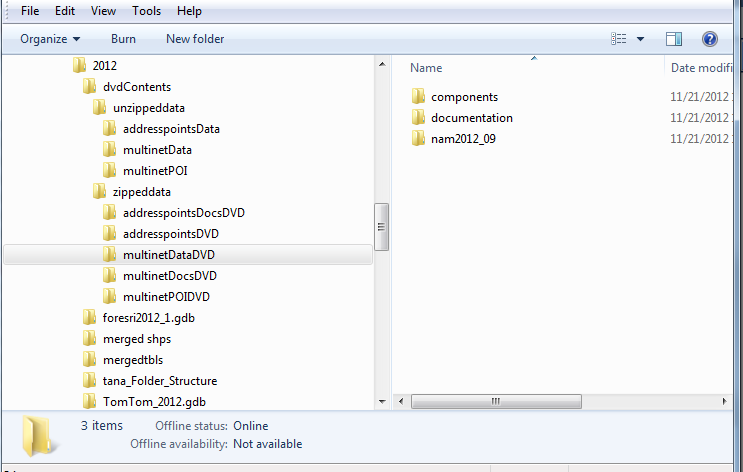 File Edit View Tools Help
Organize Burn New folder
2012
dvdContents
unzippeddata
addresspointsData
multinetData
multinetPOI
zippeddata
addresspointsDocsDVD
addresspointsDVD
multinetDataDVD
multinetDocsDVD
multinetPOIDVD
foresri2012_1.gdb
merged shps
mergedtbls
tana_Folder_Structure
TomTom_2012.gdb
Name Date modifi
components 11/21/2012
documentation 11/21/2012
nam2012_09 11/21/2012
3 items Offline status: Online
Offline availability: Not available